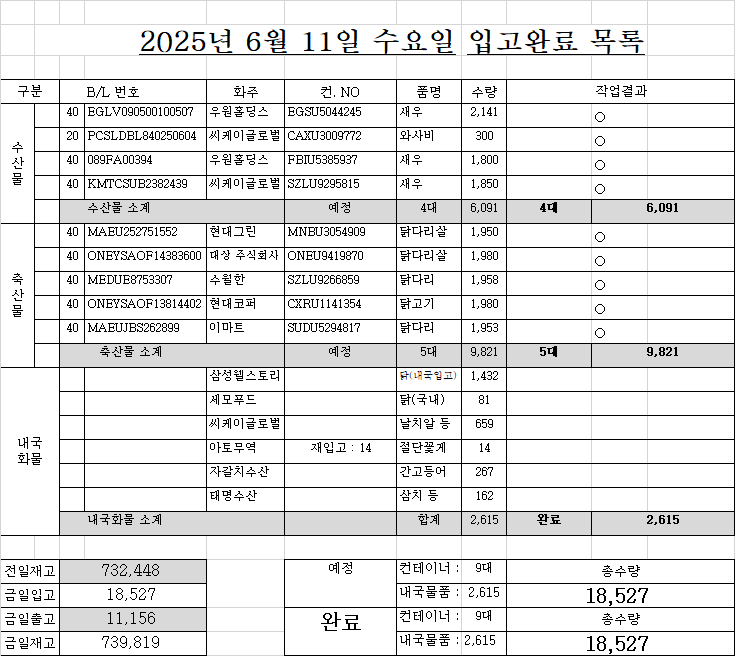 2025년 6월 11일 수요일 입고완료 목록
구분 B/L 번호 화주 컨. NO 품명 수량 작업결과
수산물
40 EGLV090500100507 우원홀딩스 EGSU5044245 새우 2,141 ○
20 PCSLDBL840250604 씨케이글로벌 CAXU3009772 와사비 300 ○
40 089FA00394 우원홀딩스 FBIU5385937 새우 1,800 ○
40 KMTCSUB2382439 씨케이글로벌 SZLU9295815 새우 1,850 ○
수산물 소계 예정 4대 6,091 4대 6,091
축산물
40 MAEU252751552 현대그린 MNBU3054909 닭다리살 1,950 ○
40 ONEYSAOF14383600 대상 주식회사 ONEU9419870 닭다리살 1,980 ○
40 MEDUE8753307 수월한 SZLU9266859 닭다리 1,958 ○
40 ONEYSAOF13814402 현대코퍼 CXRU1141354 닭고기 1,980 ○
40 MAEUJBS262899 이마트 SUDU5294817 닭다리 1,953 ○
축산물 소계 예정 5대 9,821 5대 9,821
내국화물
삼성웰스토리 닭(내국입고) 1,432
세모푸드 닭(국내) 81
씨케이글로벌 날치알 등 659
아토무역 재입고 : 14 절단꽃게 14
자갈치수산 간고등어 267
태명수산 삼치 등 162
내국화물 소계 합계 2,615 완료 2,615
전일재고 732,448 예정 컨테이너 : 9대 총수량
금일입고 18,527 내국물품 : 2,615 18,527
금일출고 11,156 완료 컨테이너 : 9대 총수량
금일재고 739,819 내국물품 : 2,615 18,527